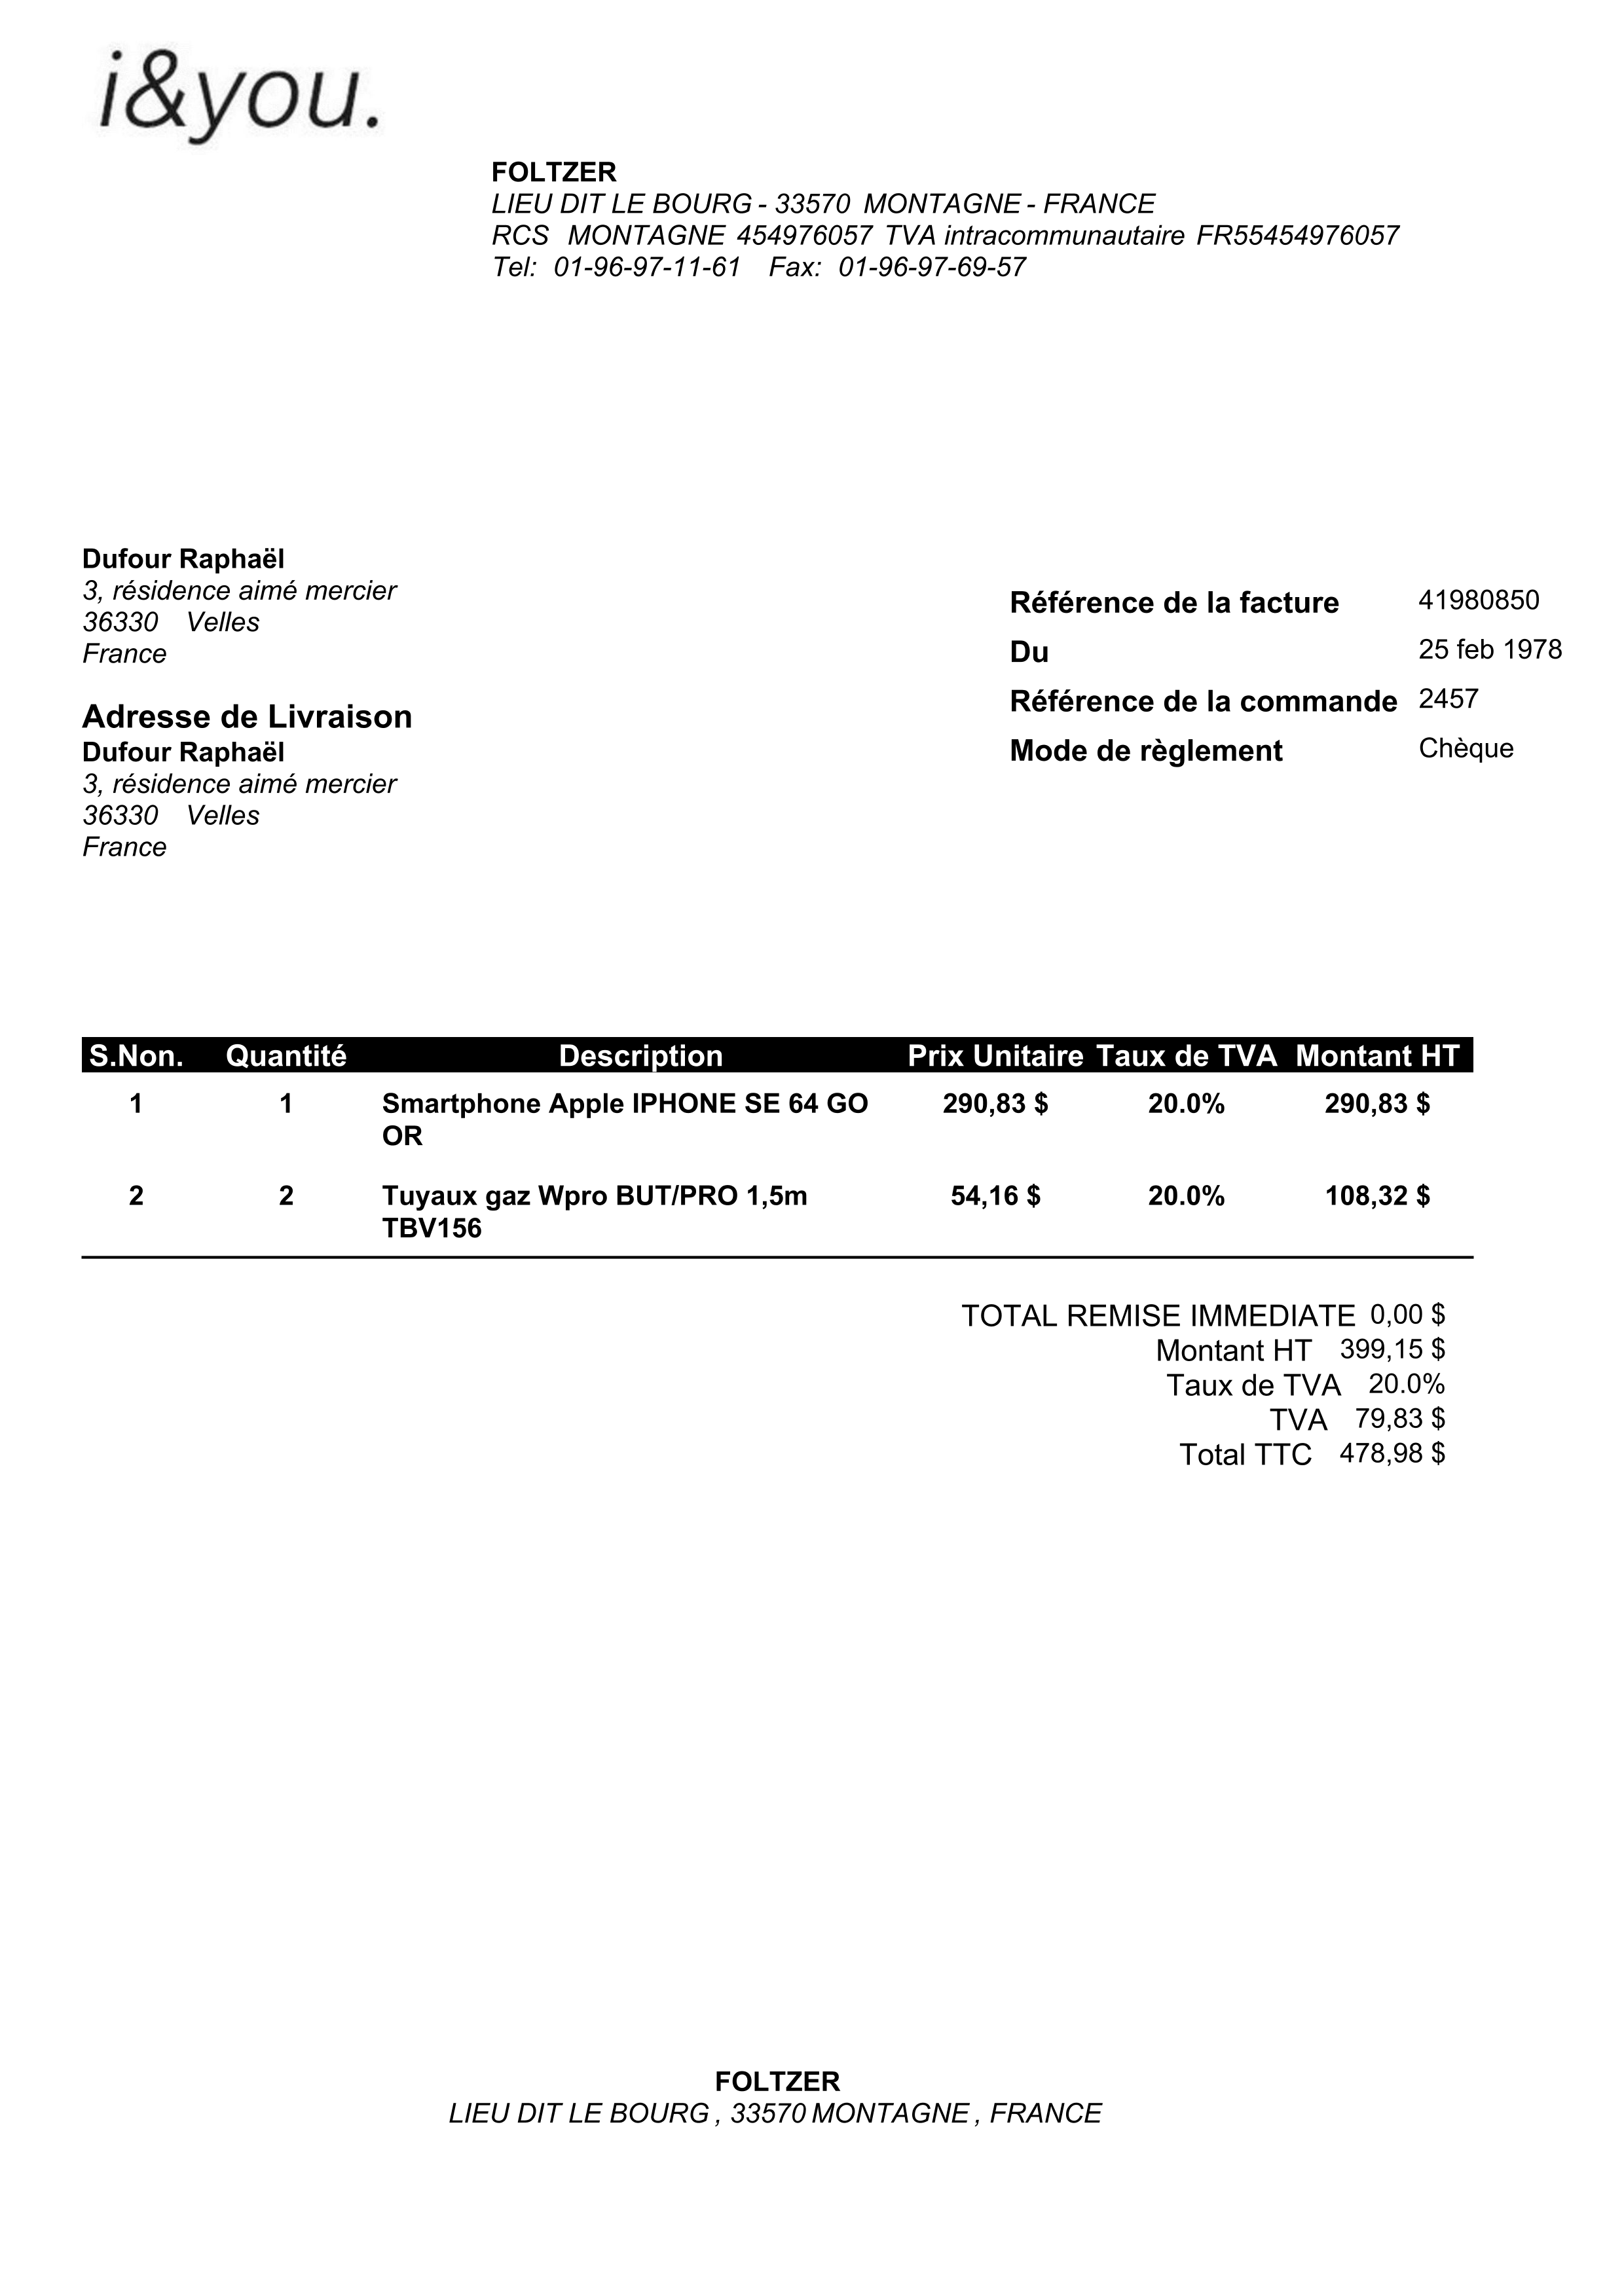 i&you.
FOLTZER
LIEU DIT LE BOURG - 33570 MONTAGNE - FRANCE
RCS MONTAGNE 454976057 TVA intracommunautaire FR55454976057
Tel: 01-96-97-11-61 Fax: 01-96-97-69-57
Dufour Raphaël
3, résidence aimé mercier
36330 Velles
France
Référence de la facture 41980850
Du 25 feb 1978
Référence de la commande 2457
Mode de règlement Chèque
Adresse de Livraison
Dufour Raphaël
3, résidence aimé mercier
36330 Velles
France
S.Non. Quantité Description Prix Unitaire Taux de TVA Montant HT
1 1 Smartphone Apple IPHONE SE 64 GO 290,83 $ 20.0% 290,83 $
OR
2 2 Tuyaux gaz Wpro BUT/PRO 1,5m 54,16 $ 20.0% 108,32 $
TBV156
TOTAL REMISE IMMEDIATE 0,00 $
Montant HT 399,15 $
Taux de TVA 20.0%
TVA 79,83 $
Total TTC 478,98 $
FOLTZER
LIEU DIT LE BOURG , 33570 MONTAGNE , FRANCE